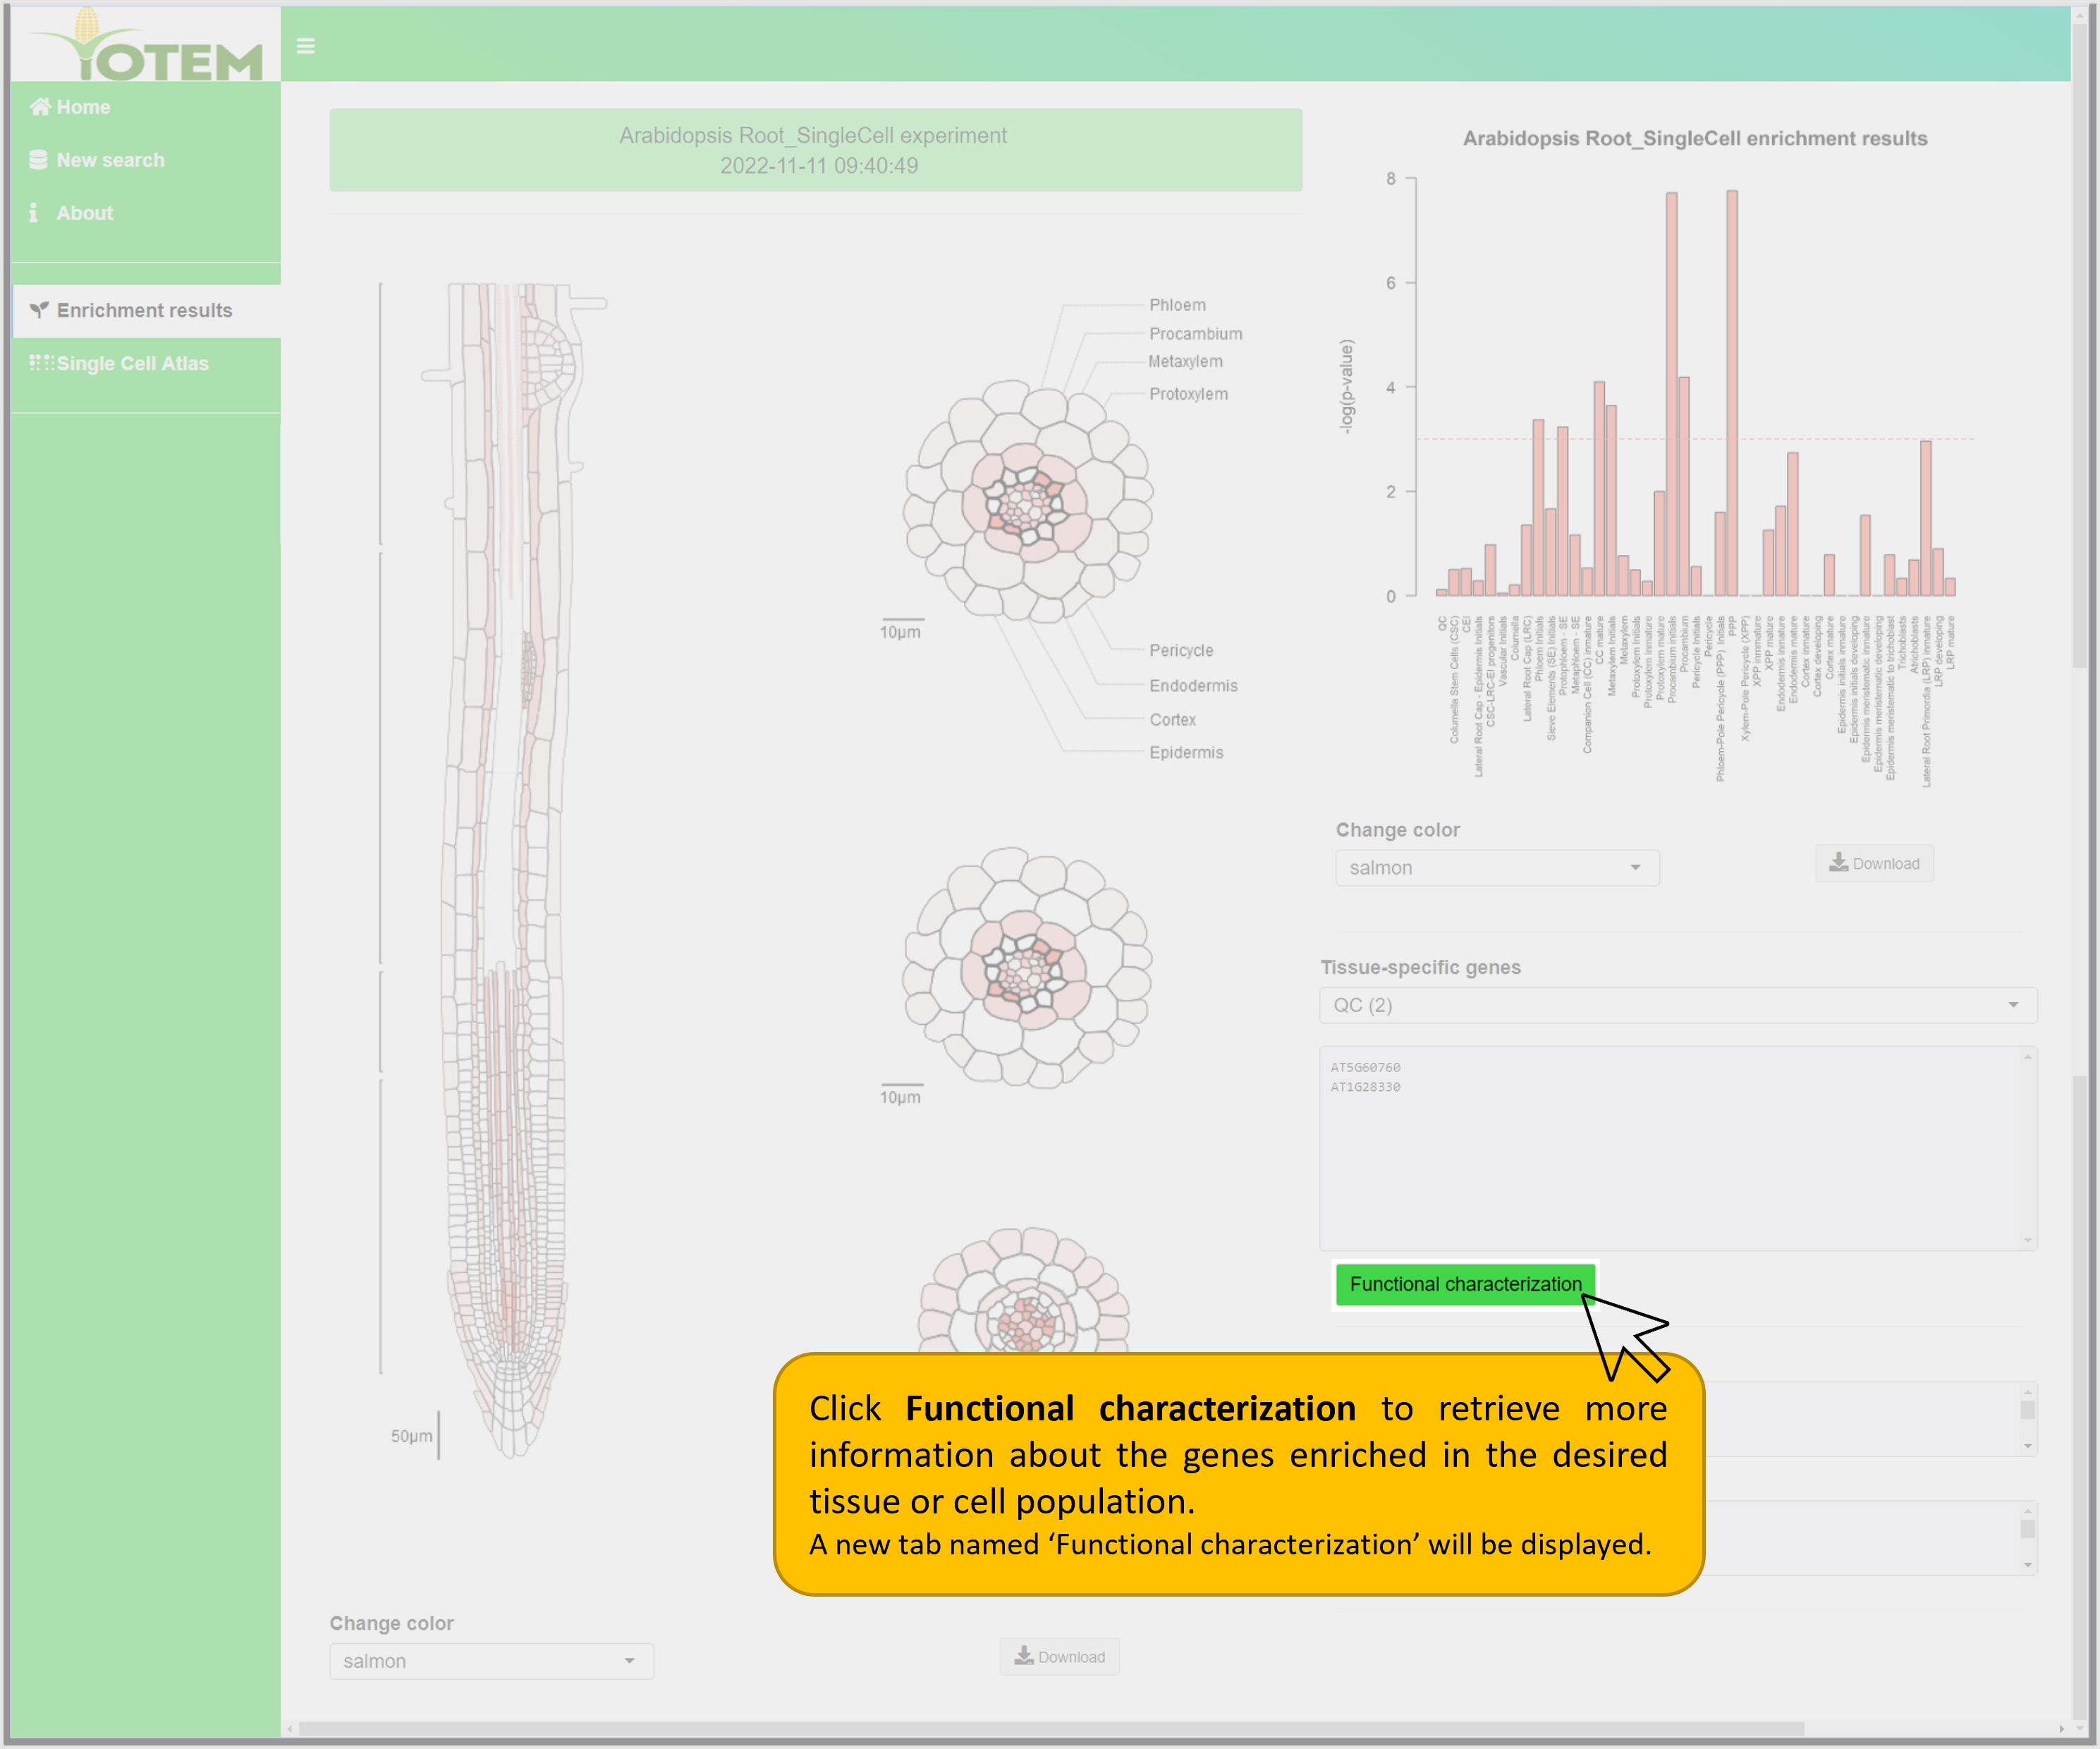 YOTEM
Home
New search
About
Enrichment results
Single Cell Atlas
Arabidopsis Root_SingleCell experiment
2022-11-11 09:40:49
Phloem
Procambium
Metaxylem
Protoxylem
10µm
Pericycle
Endodermis
Cortex
Epidermis
10µm
50µm
Change color
salmon
Download
Arabidopsis Root_SingleCell enrichment results
-log(p-value)
8
6
4
2
0
QC
Columella Stem Cells (CSC)
CEI
Lateral Root Cap - Epidermis Initials
CSC-LRC-EI progenitors
Vascular Initials
Columella
Lateral Root Cap (LRC)
Phloem Initials
Sieve Elements (SE) Initials
Protophloem - SE
Metaphloem - SE
Companion Cell (CC) inmature
CC mature
Metaxylem Initials
Metaxylem
Protoxylem Initials
Protoxylem inmature
Protoxylem mature
Procambium Initials
Procambium
Pericycle Initials
Pericycle
Phloem-Pole Pericycle (PPP) Initials
PPP
Xylem-Pole Pericycle (XPP)
XPP inmature
XPP mature
Endodermis inmature
Endodermis mature
Cortex inmature
Cortex developing
Cortex mature
Epidermis initials inmature
Epidermis initials developing
Epidermis meristematic inmature
Epidermis meristematic developing
Epidermis meristematic to trichoblast
Trichoblasts
Atrichoblasts
Lateral Root Primordia (LRP) inmature
LRP developing
LRP mature
Change color
salmon
Download
Tissue-specific genes
QC (2)
AT5G60760
AT1G28330
Functional characterization
Click Functional characterization to retrieve more
information about the genes enriched in the desired
tissue or cell population.
A new tab named ‘Functional characterization’ will be displayed.